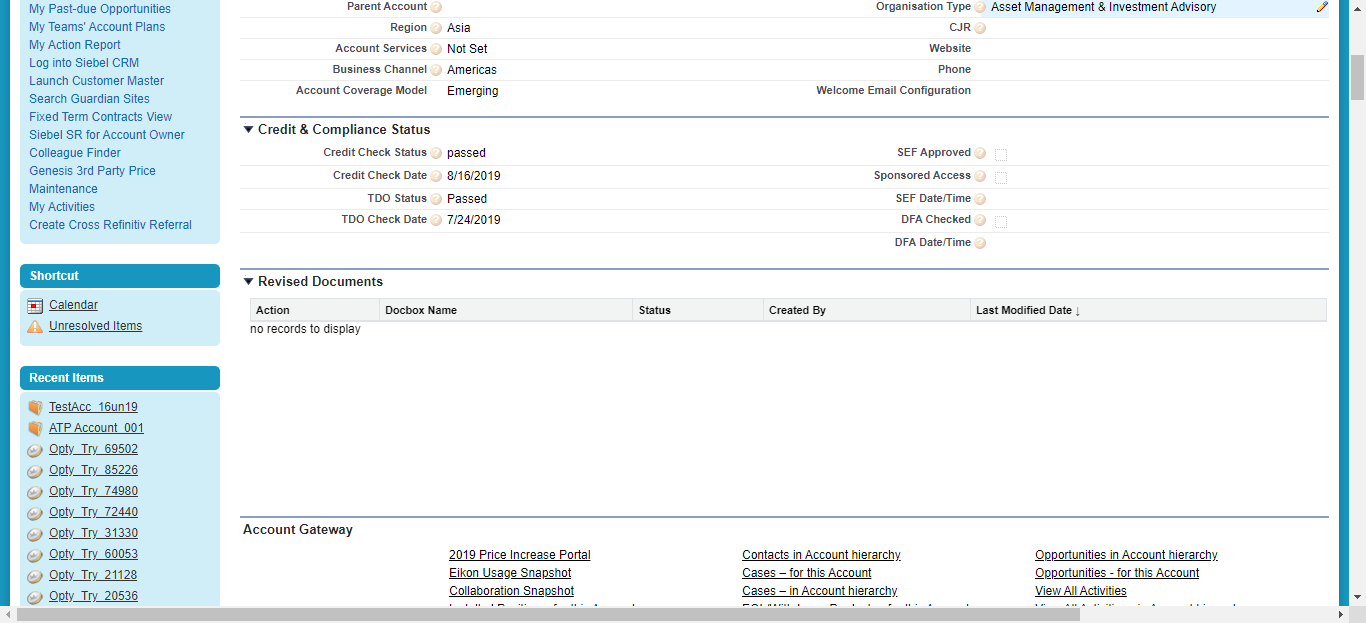 My Past-due Opportunities
My Teams' Account Plans
My Action Report
Log into Siebel CRM
Launch Customer Master
Search Guardian Sites
Fixed Term Contracts View
Siebel SR for Account Owner
Colleague Finder
Genesis 3rd Party Price
Maintenance
My Activities
Create Cross Refinitiv Referral
Shortcut
Calendar
Unresolved Items
Recent Items
TestAcc_16un19
ATP Account_001
Opty_Try_69502
Opty_Try_85226
Opty_Try_74980
Opty_Try_72440
Opty_Try_31330
Opty_Try_60053
Opty_Try_21128
Opty_Try_20536
Parent Account Organisation Type Asset Management & Investment Advisory
Region Asia CJR
Account Services Not Set Website
Business Channel Americas Phone
Account Coverage Model Emerging Welcome Email Configuration
Credit & Compliance Status
Credit Check Status passed SEF Approved
Credit Check Date 8/16/2019 Sponsored Access
TDO Status Passed SEF Date/Time
TDO Check Date 7/24/2019 DFA Checked
DFA Date/Time
Revised Documents
Action Docbox Name Status Created By Last Modified Date ↓
no records to display
Account Gateway
2019 Price Increase Portal Contacts in Account hierarchy Opportunities in Account hierarchy
Eikon Usage Snapshot Cases – for this Account Opportunities - for this Account
Collaboration Snapshot Cases – in Account hierarchy View All Activities